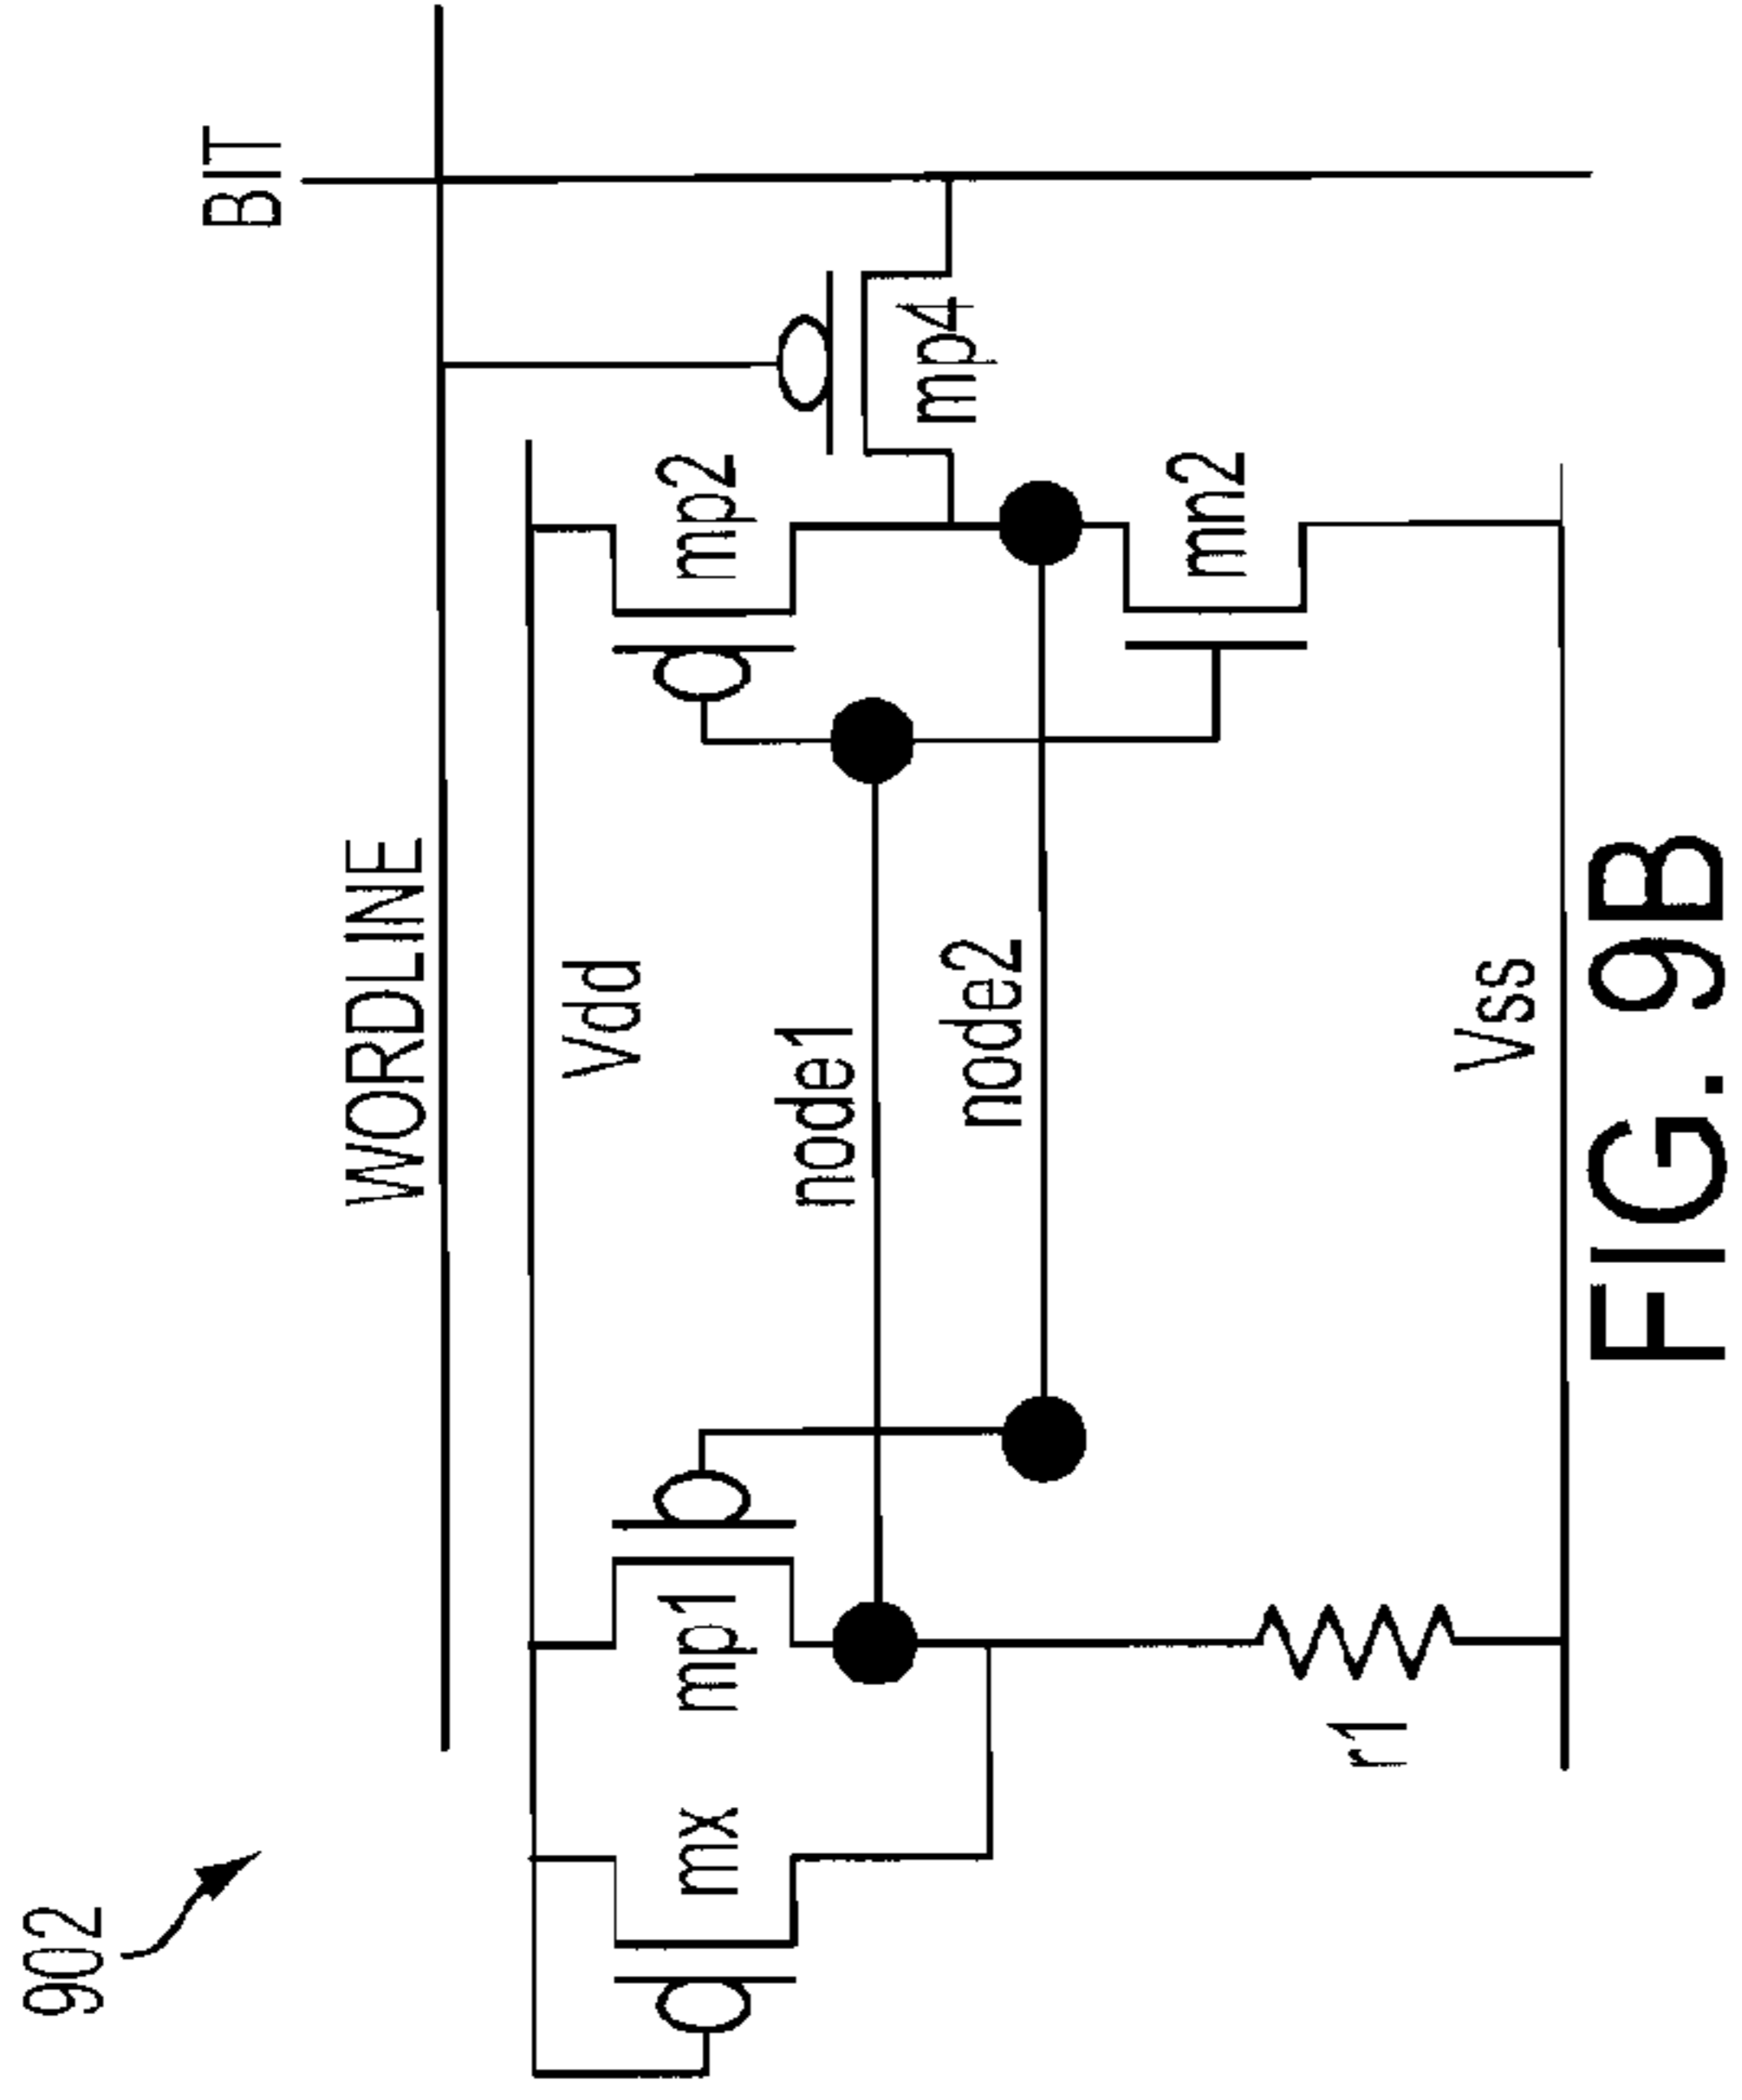 902
BIT
WORDLINE
Vdd
mx
mp1
mp2
mp4
node1
node2
mn2
r1
Vss
FIG. 9B